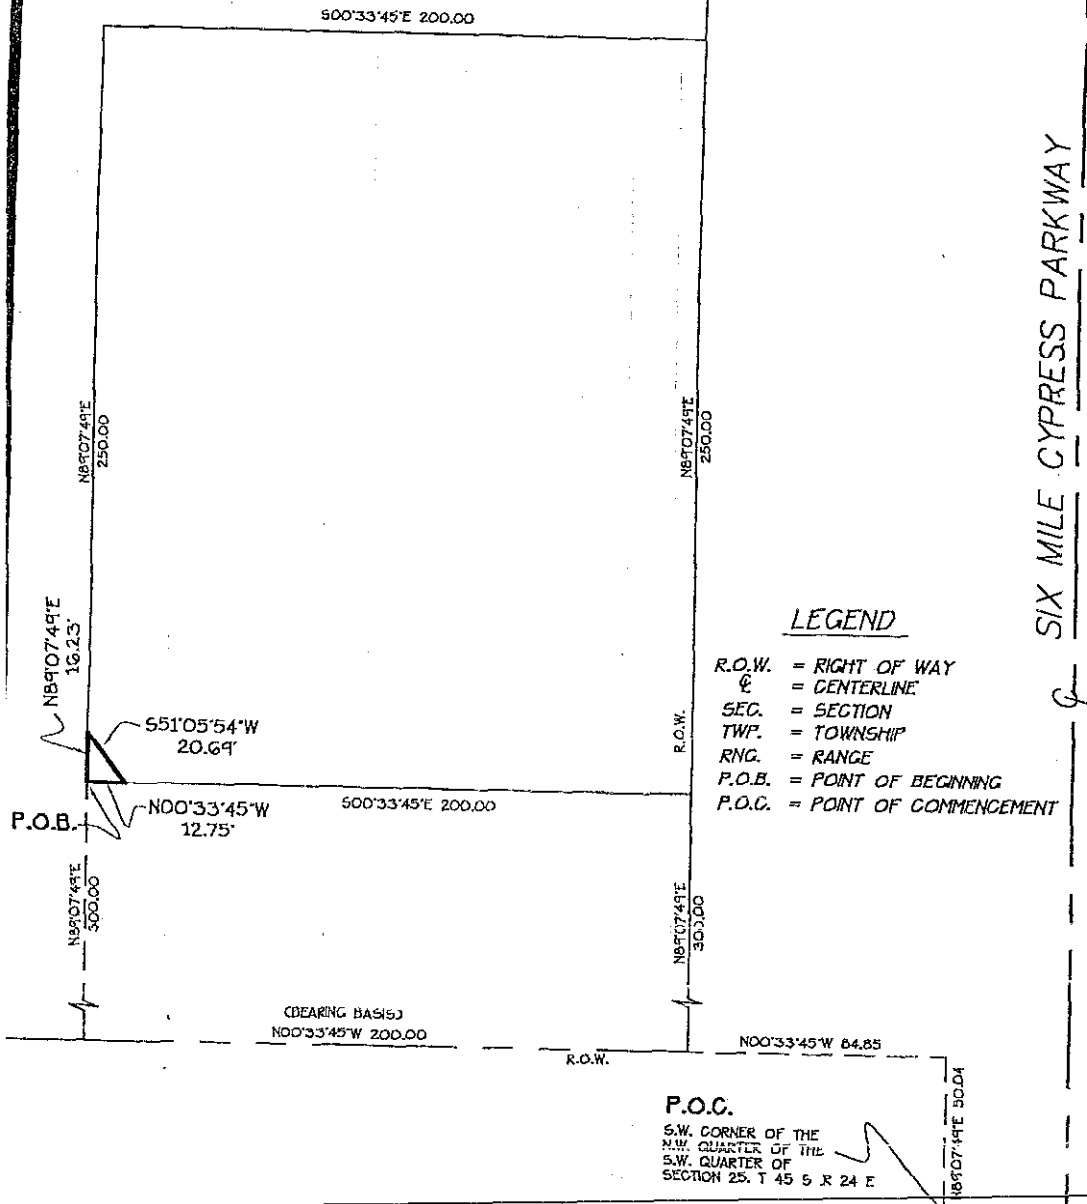 S00°33'45"E 200.00
SIX MILE CYPRESS PARKWAY
N89°07'49"E
250.00
N89°07'49"E
250.00
N89°07'49"E
16.23'
S51°05'54"W
20.69'
LEGEND
R.O.W. = RIGHT OF WAY
℄ = CENTERLINE
SEC. = SECTION
TWP. = TOWNSHIP
RNG. = RANGE
P.O.B. = POINT OF BEGINNING
P.O.C. = POINT OF COMMENCEMENT
R.O.W.
℄
P.O.B.
N00°33'45"W
12.75'
S00°33'45"E 200.00
N89°07'49"E
300.00
N89°07'49"E
300.00
(BEARING BASIS)
N00°33'45"W 200.00
R.O.W.
N00°33'45"W 84.85
N89°07'49"E 50.04
P.O.C.
S.W. CORNER OF THE
N.W. QUARTER OF THE
S.W. QUARTER OF
SECTION 25, T 45 S R 24 E